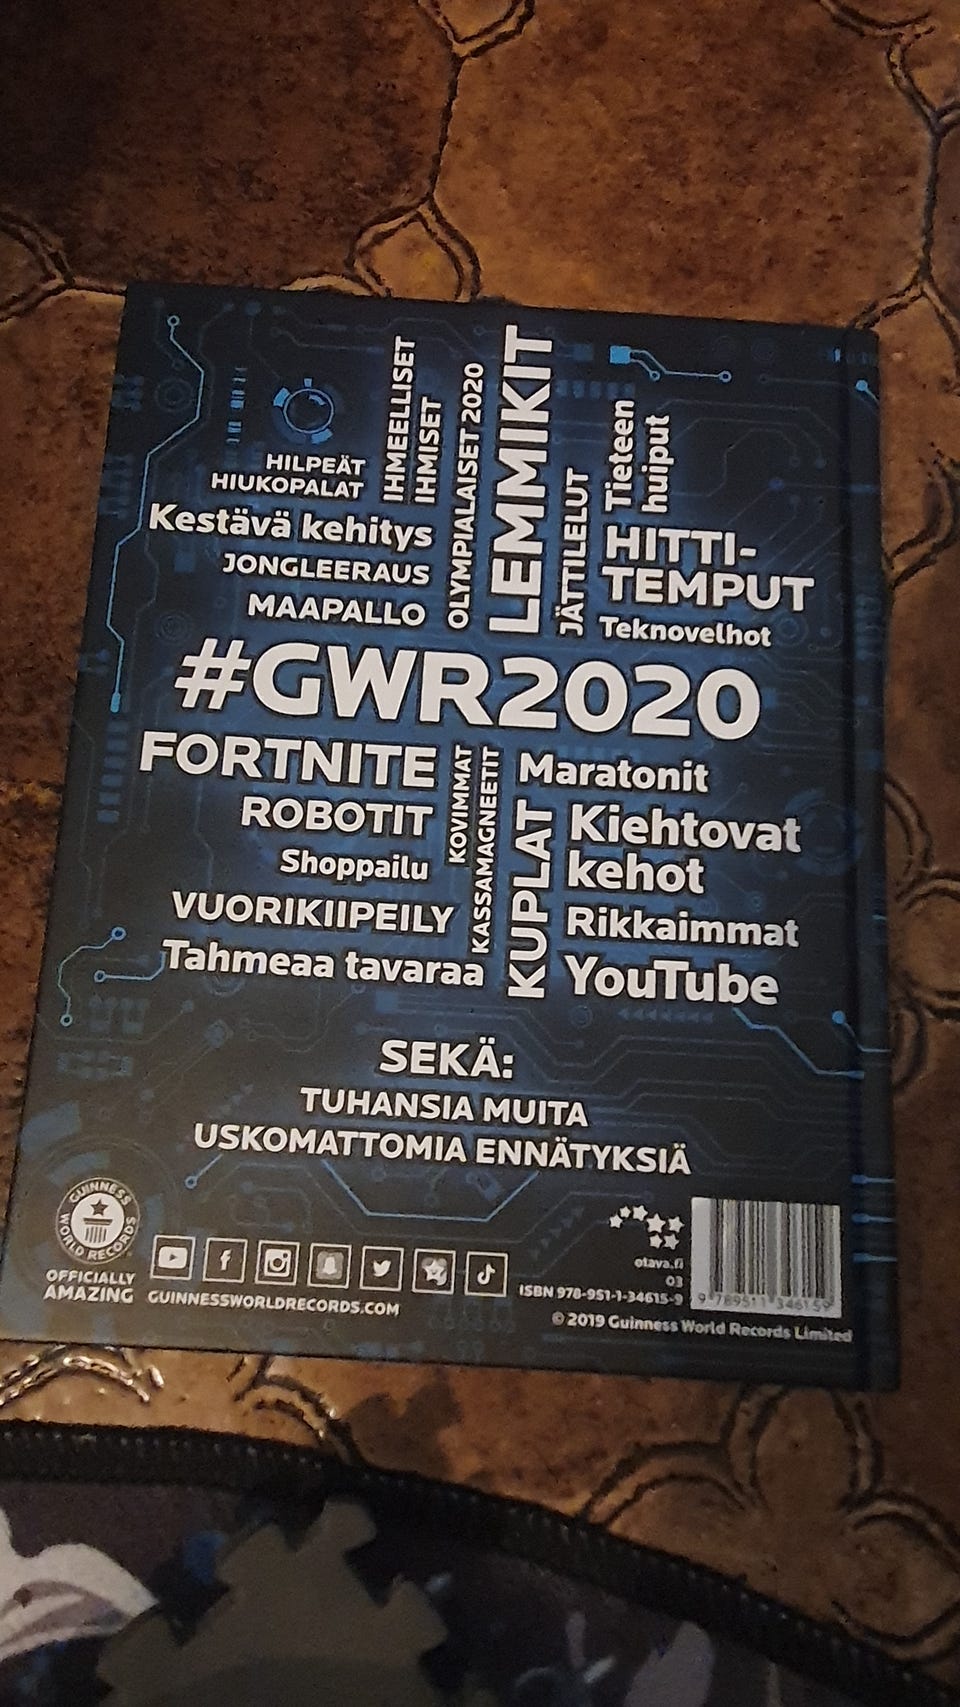 HILPEÄT
HIUKOPALAT
IHMEELLISET
IHMISET
OLYMPIALAISET 2020
LEMMIKIT
JÄTTILELUT
Tieteen
huiput
Kestävä kehitys
JONGLEERAUS
MAAPALLO
HITTI-
TEMPUT
Teknovelhot
#GWR2020
FORTNITE
ROBOTIT
Shoppailu
VUORIKIIPEILY
Tahmeaa tavaraa
KOVIMMAT
KASSAMAGNEETIT
KUPLAT
Maratonit
Kiehtovat
kehot
Rikkaimmat
YouTube
SEKÄ:
TUHANSIA MUITA
USKOMATTOMIA ENNÄTYKSIÄ
GUINNESS
WORLD RECORDS
OFFICIALLY
AMAZING
GUINNESSWORLDRECORDS.COM
otava.fi
03
ISBN 978-951-1-34615-9
9 789511 346159
© 2019 Guinness World Records Limited